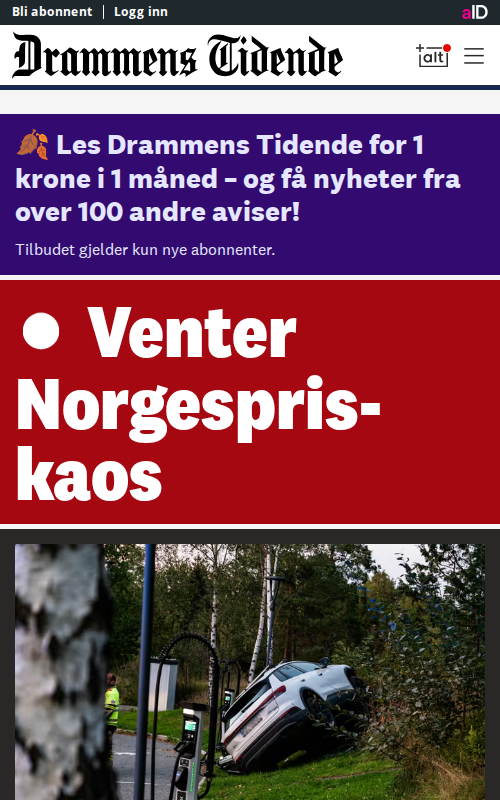 Bli abonnent
Logg inn
aID
Drammens Tidende
+alt
Les Drammens Tidende for 1
krone i 1 måned – og få nyheter fra
over 100 andre aviser!
Tilbudet gjelder kun nye abonnenter.
Venter
Norgespris-
kaos